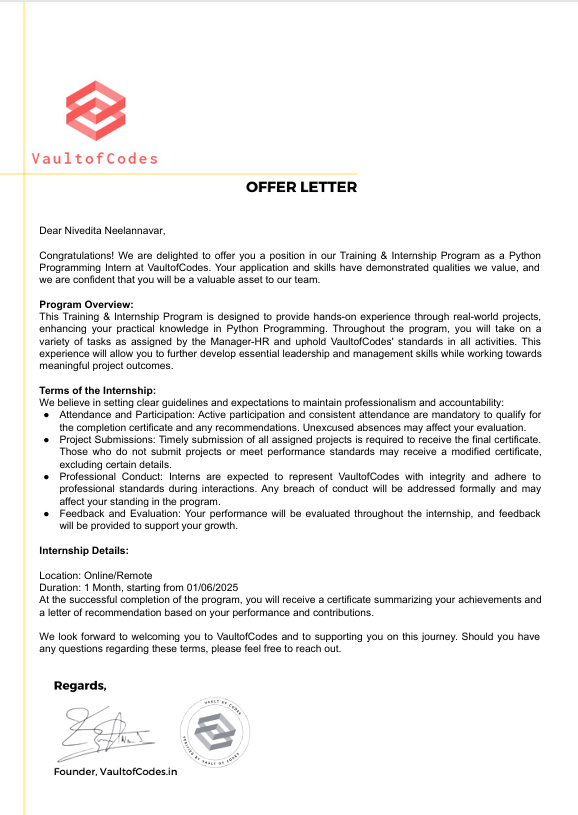 VaultofCodes
OFFER LETTER
Dear Nivedita Neelannavar,
Congratulations! We are delighted to offer you a position in our Training & Internship Program as a Python
Programming Intern at VaultofCodes. Your application and skills have demonstrated qualities we value, and
we are confident that you will be a valuable asset to our team.
Program Overview:
This Training & Internship Program is designed to provide hands-on experience through real-world projects,
enhancing your practical knowledge in Python Programming. Throughout the program, you will take on a
variety of tasks as assigned by the Manager-HR and uphold VaultofCodes' standards in all activities. This
experience will allow you to further develop essential leadership and management skills while working towards
meaningful project outcomes.
Terms of the Internship:
We believe in setting clear guidelines and expectations to maintain professionalism and accountability:
● Attendance and Participation: Active participation and consistent attendance are mandatory to qualify for
the completion certificate and any recommendations. Unexcused absences may affect your evaluation.
● Project Submissions: Timely submission of all assigned projects is required to receive the final certificate.
Those who do not submit projects or meet performance standards may receive a modified certificate,
excluding certain details.
● Professional Conduct: Interns are expected to represent VaultofCodes with integrity and adhere to
professional standards during interactions. Any breach of conduct will be addressed formally and may
affect your standing in the program.
● Feedback and Evaluation: Your performance will be evaluated throughout the internship, and feedback
will be provided to support your growth.
Internship Details:
Location: Online/Remote
Duration: 1 Month, starting from 01/06/2025
At the successful completion of the program, you will receive a certificate summarizing your achievements and
a letter of recommendation based on your performance and contributions.
We look forward to welcoming you to VaultofCodes and to supporting you on this journey. Should you have
any questions regarding these terms, please feel free to reach out.
Regards,
VAULT OF CODES
VERIFIED BY VAULT OF CODES
Founder, VaultofCodes.in